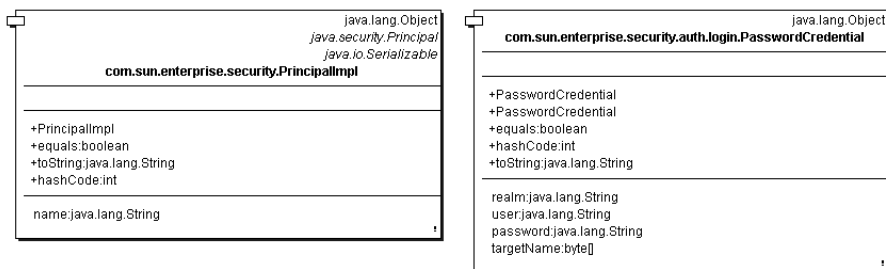 java.lang.Object
java.security.Principal
java.io.Serializable
com.sun.enterprise.security.PrincipalImpl
+PrincipalImpl
+equals:boolean
+toString:java.lang.String
+hashCode:int
name:java.lang.String
java.lang.Object
com.sun.enterprise.security.auth.login.PasswordCredential
+PasswordCredential
+PasswordCredential
+equals:boolean
+hashCode:int
+toString:java.lang.String
realm:java.lang.String
user:java.lang.String
password:java.lang.String
targetName:byte[]